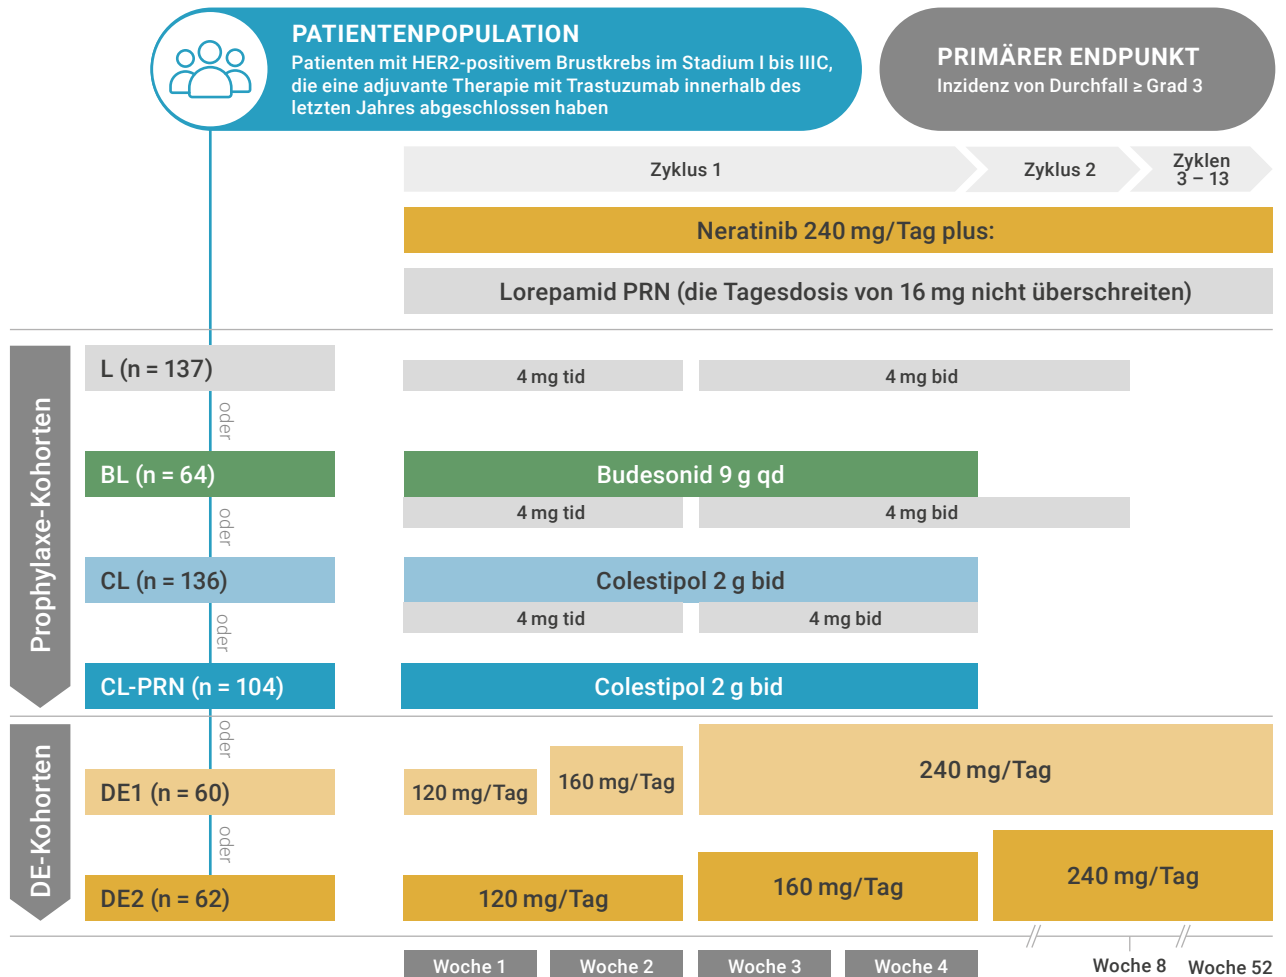 PATIENTENPOPULATION
Patienten mit HER2-positivem Brustkrebs im Stadium I bis IIIC,
die eine adjuvante Therapie mit Trastuzumab innerhalb des
letzten Jahres abgeschlossen haben
PRIMÄRER ENDPUNKT
Inzidenz von Durchfall ≥ Grad 3
Zyklus 1
Zyklus 2
Zyklen
3 – 13
Neratinib 240 mg/Tag plus:
Lorepamid PRN (die Tagesdosis von 16 mg nicht überschreiten)
Prophylaxe-Kohorten
L (n = 137)
4 mg tid
4 mg bid
oder
BL (n = 64)
Budesonid 9 g qd
4 mg tid
4 mg bid
oder
CL (n = 136)
Colestipol 2 g bid
4 mg tid
4 mg bid
oder
CL-PRN (n = 104)
Colestipol 2 g bid
DE-Kohorten
oder
DE1 (n = 60)
120 mg/Tag
160 mg/Tag
240 mg/Tag
oder
DE2 (n = 62)
120 mg/Tag
160 mg/Tag
240 mg/Tag
Woche 1
Woche 2
Woche 3
Woche 4
Woche 8
Woche 52